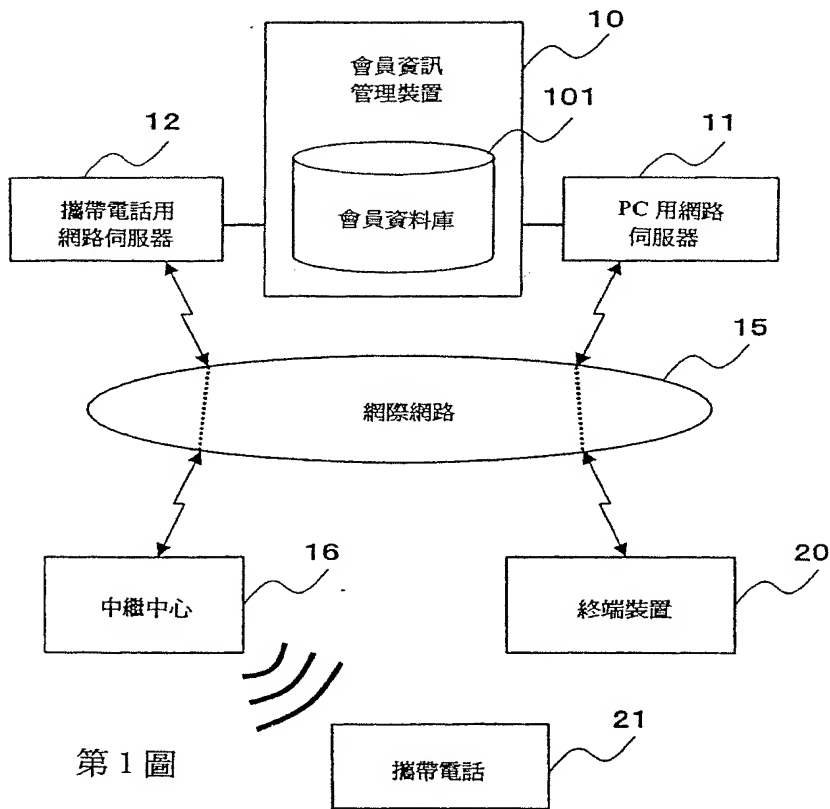 10
會員資訊
管理裝置
101
12
11
攜帶電話用
網路伺服器
會員資料庫
PC 用網路
伺服器
15
網際網路
16
20
中繼中心
終端裝置
21
第1圖
攜帶電話